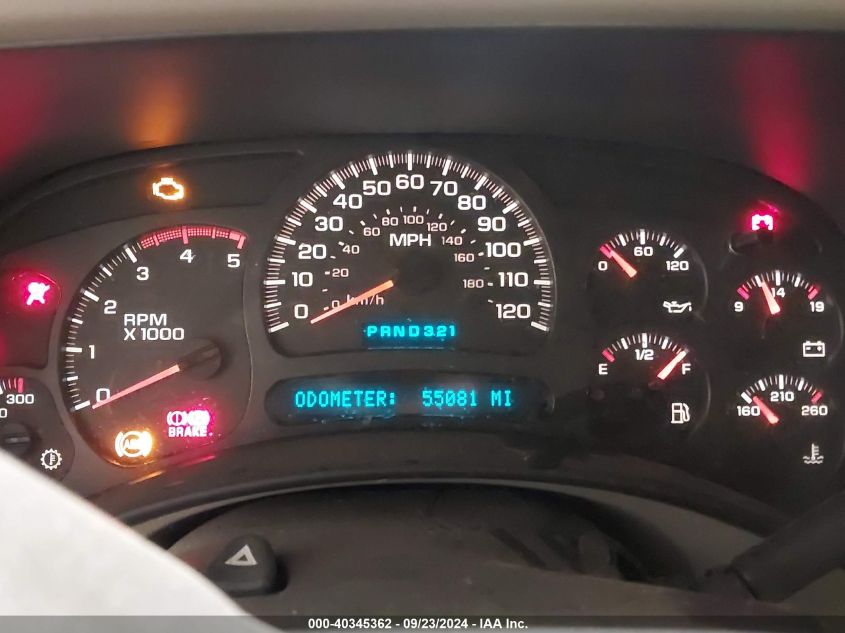 0 1 2 3 4 5
RPM
X 1000
ABS
BRAKE
300
0 10 20 30 40 50 60 70 80 90 100 110 120
MPH
0 20 40 60 80 100 120 140 160 180
km/h
PRND321
ODOMETER: 55081 MI
0 60 120
E 1/2 F
9 14 19
160 210 260
000-40345362 - 09/23/2024 - IAA Inc.